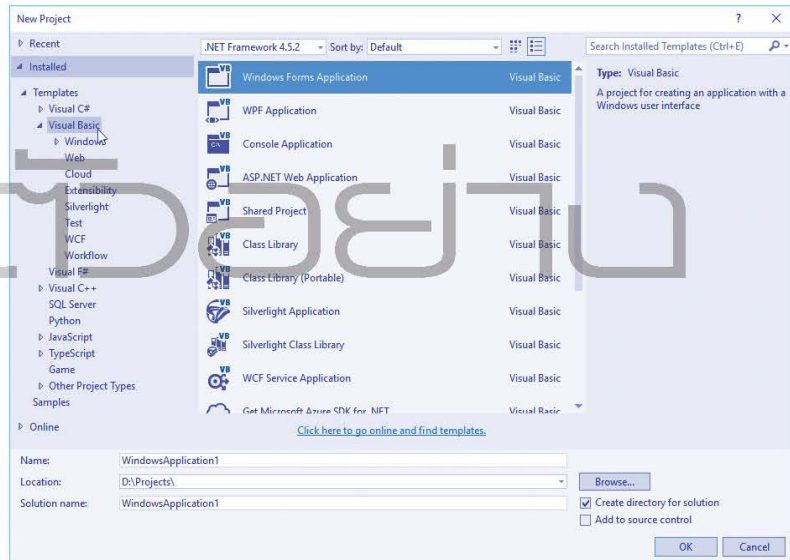 New Project
? ×
Recent
.NET Framework 4.5.2 Sort by: Default
Search Installed Templates (Ctrl+E)
Installed
Templates
Visual C#
Visual Basic
Windows
Web
Cloud
Extensibility
Silverlight
Test
WCF
Workflow
Visual F#
Visual C++
SQL Server
Python
JavaScript
TypeScript
Game
Other Project Types
Samples
Online
Windows Forms Application Visual Basic
WPF Application Visual Basic
Console Application Visual Basic
ASP.NET Web Application Visual Basic
Shared Project Visual Basic
Class Library Visual Basic
Class Library (Portable) Visual Basic
Silverlight Application Visual Basic
Silverlight Class Library Visual Basic
WCF Service Application Visual Basic
Get Microsoft Azure SDK for .NET Visual Basic
Click here to go online and find templates.
Type: Visual Basic
A project for creating an application with a
Windows user interface
Name: WindowsApplication1
Location: D:\Projects\
Browse...
Solution name: WindowsApplication1
Create directory for solution
Add to source control
OK Cancel